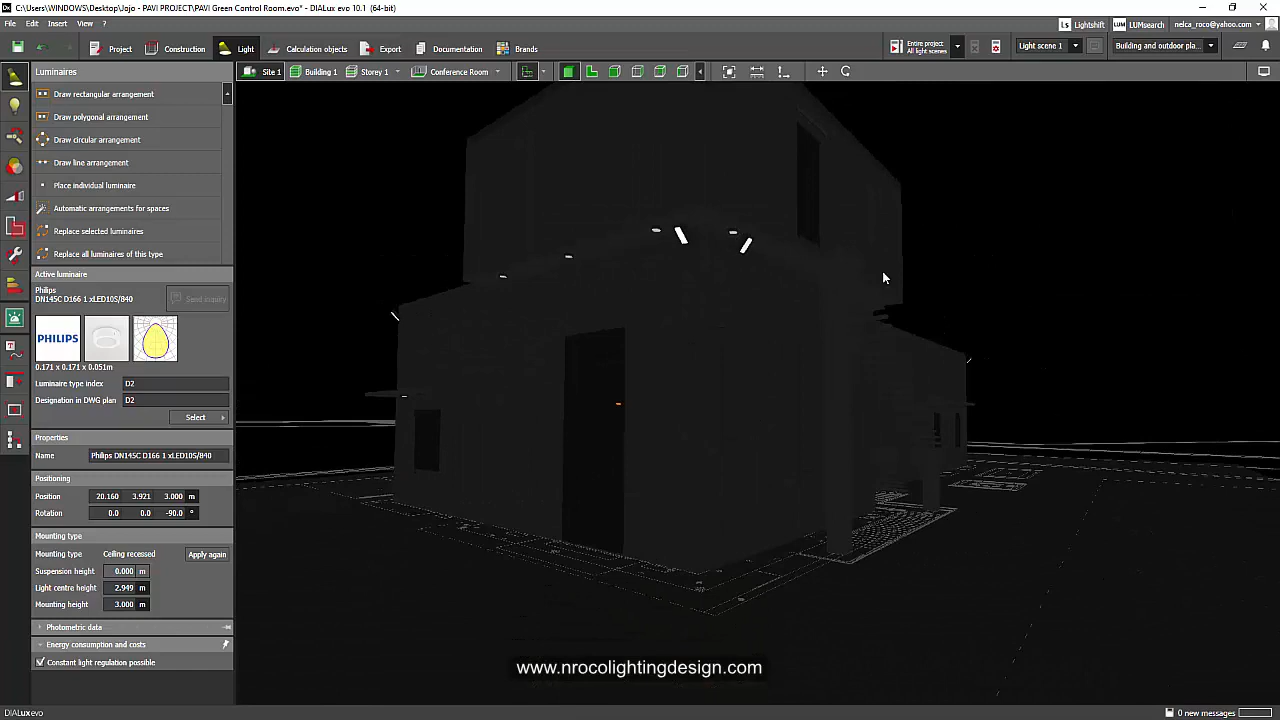 C:\Users\WINDOWS\Desktop\Jojo - PAVI PROJECT\PAVI Green Control Room.evo* - DIALux evo 10.1 (64-bit)
File Edit Insert View ?
Lightshift LUMsearch nelca_roco@yahoo.com
Project Construction Light Calculation objects Export Documentation Brands
Entire project
All light scenes
Light scene 1
Building and outdoor pla...
Luminaires
Site 1 Building 1 Storey 1 Conference Room
Draw rectangular arrangement
Draw polygonal arrangement
Draw circular arrangement
Draw line arrangement
Place individual luminaire
Automatic arrangements for spaces
Replace selected luminaires
Replace all luminaires of this type
Active luminaire
Philips
DN145C D166 1 xLED10S/840
Send inquiry
PHILIPS
0.171 x 0.171 x 0.051m
Luminaire type index D2
Designation in DWG plan D2
Select
Properties
Name Philips DN145C D166 1 xLED10S/840
Positioning
Position 20.160 3.921 3.000 m
Rotation 0.0 0.0 -90.0 °
Mounting type
Mounting type Ceiling recessed Apply again
Suspension height 0.000 m
Light centre height 2.949 m
Mounting height 3.000 m
Photometric data
Energy consumption and costs
Constant light regulation possible
www.nrocolightingdesign.com
DIALux evo
0 new messages